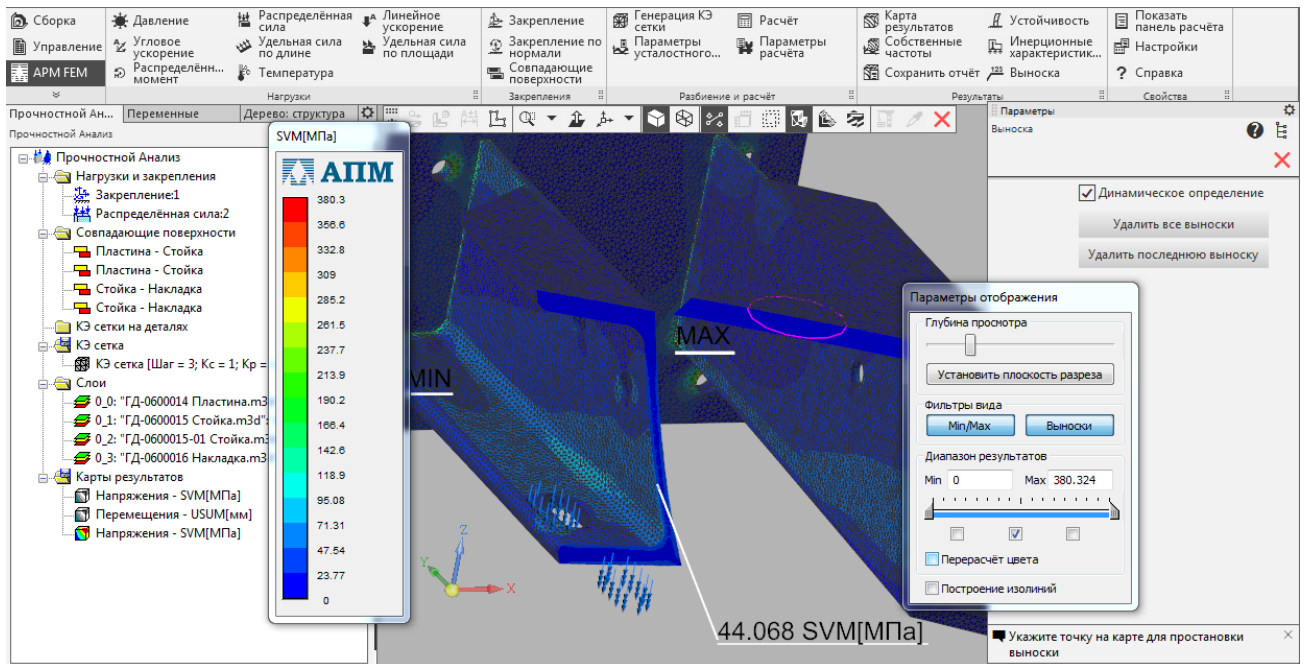 Сборка
Управление
APM FEM
Давление
Угловое
ускорение
Распределённ...
момент
Распределённая
сила
Удельная сила
по длине
Температура
Линейное
ускорение
Удельная сила
по площади
Нагрузки
Закрепление
Закрепление по
нормали
Совпадающие
поверхности
Закрепления
Генерация КЭ
сетки
Параметры
усталостного...
Расчёт
Параметры
расчёта
Разбиение и расчёт
Карта
результатов
Собственные
частоты
Сохранить отчёт
Устойчивость
Инерционные
характеристик...
123 Выноска
Результаты
Показать
панель расчёта
Настройки
? Справка
Свойства
Прочностной Ан...
Переменные
Дерево: структура
Прочностной Анализ
Прочностной Анализ
Нагрузки и закрепления
Закрепление:1
Распределённая сила:2
Совпадающие поверхности
Пластина - Стойка
Пластина - Стойка
Стойка - Накладка
Стойка - Накладка
КЭ сетки на деталях
КЭ сетка
КЭ сетка [Шаг = 3; Кс = 1; Кр =
Слои
0_0: "ГД-0600014 Пластина.m3
0_1: "ГД-0600015 Стойка.m3d":
0_2: "ГД-0600015-01 Стойка.m3
0_3: "ГД-0600016 Накладка.m3
Карты результатов
Напряжения - SVM[МПа]
Перемещения - USUM[мм]
Напряжения - SVM[МПа]
SVM[МПа]
АПМ
380.3
356.6
332.8
309
285.2
261.5
237.7
213.9
190.2
166.4
142.6
118.9
95.08
71.31
47.54
23.77
0
MIN
MAX
Z
Y
X
44.068 SVM[МПа]
Параметры
Выноска
?
Динамическое определение
Удалить все выноски
Удалить последнюю выноску
Параметры отображения
Глубина просмотра
Установить плоскость разреза
Фильтры вида
Min/Max
Выноски
Диапазон результатов
Min 0
Max 380.324
Перерасчёт цвета
Построение изолиний
Укажите точку на карте для простановки
выноски